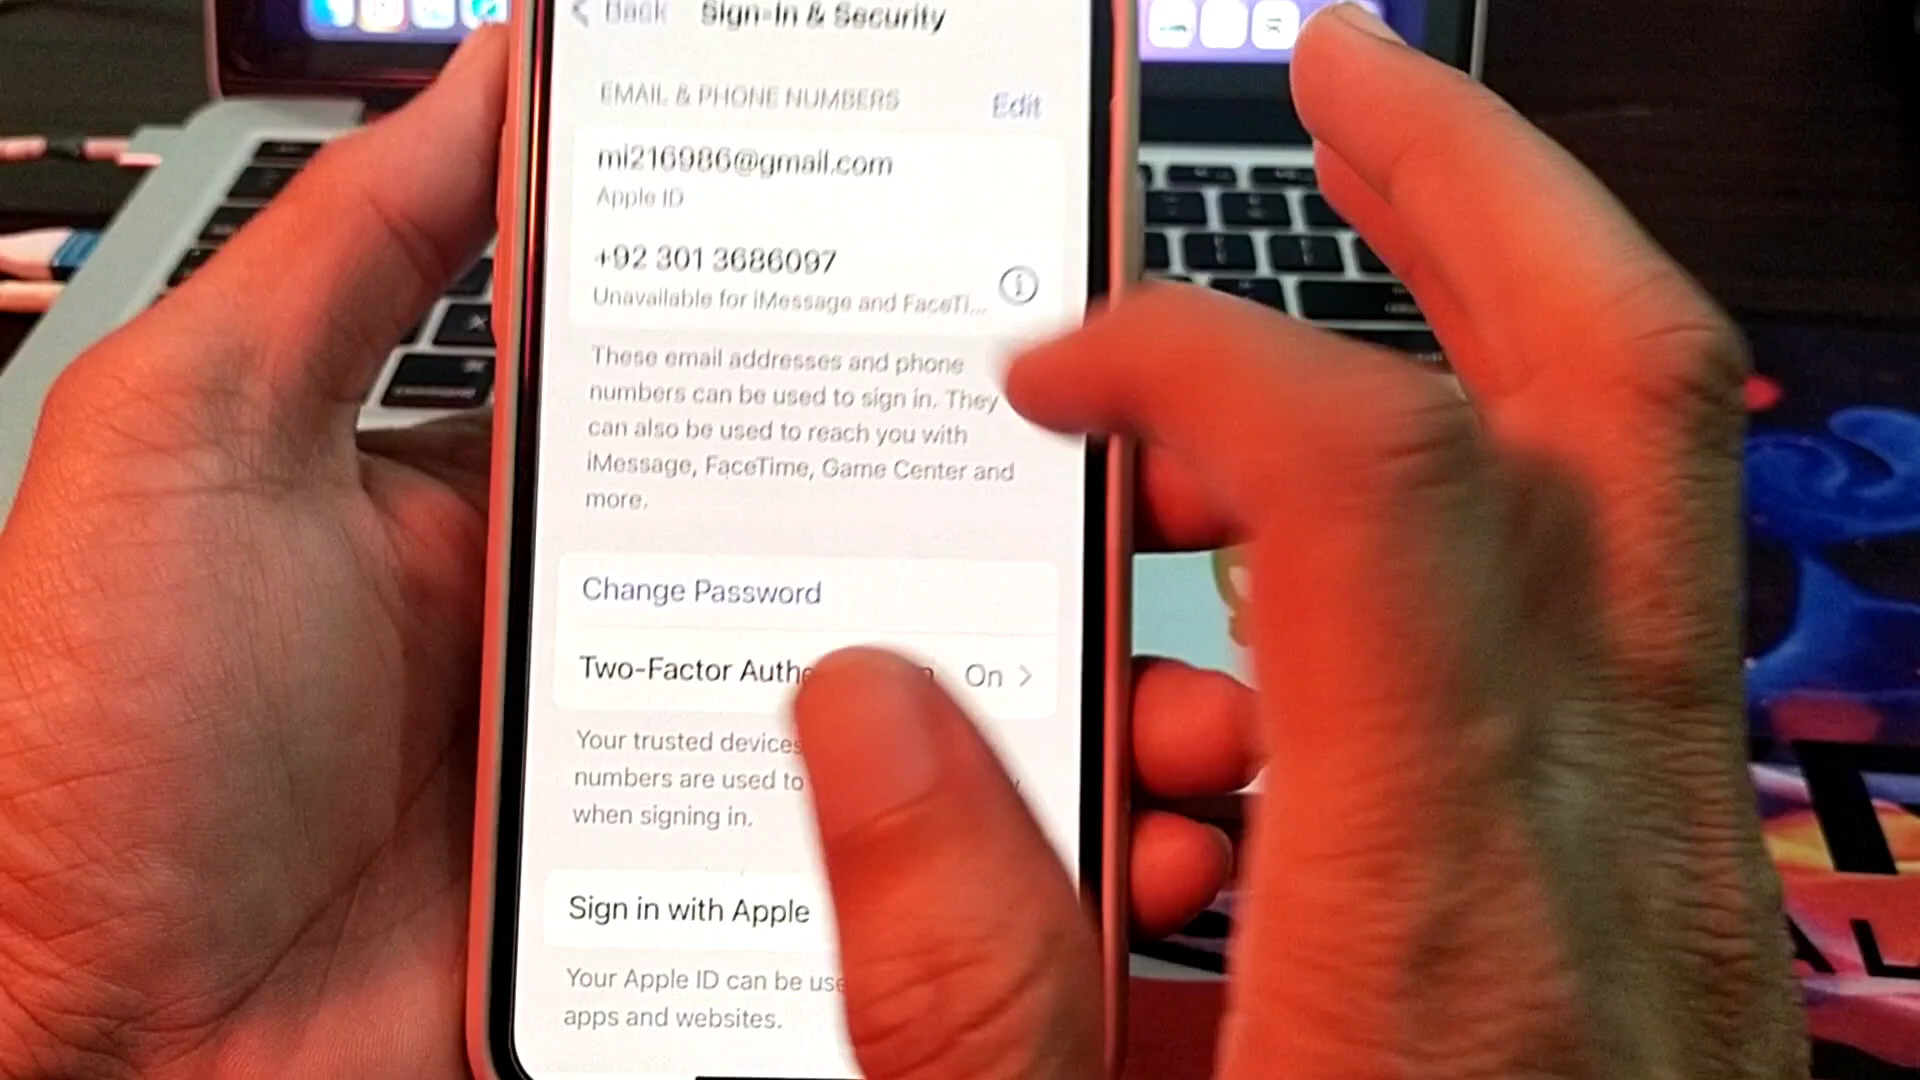 Back Sign-In & Security
EMAIL & PHONE NUMBERS Edit
mi216986@gmail.com
Apple ID
+92 301 3686097
Unavailable for iMessage and FaceTi...
These email addresses and phone
numbers can be used to sign in. They
can also be used to reach you with
iMessage, FaceTime, Game Center and
more.
Change Password
Two-Factor Authe n On
Your trusted devices
numbers are used to
when signing in.
Sign in with Apple
Your Apple ID can be use
apps and websites.